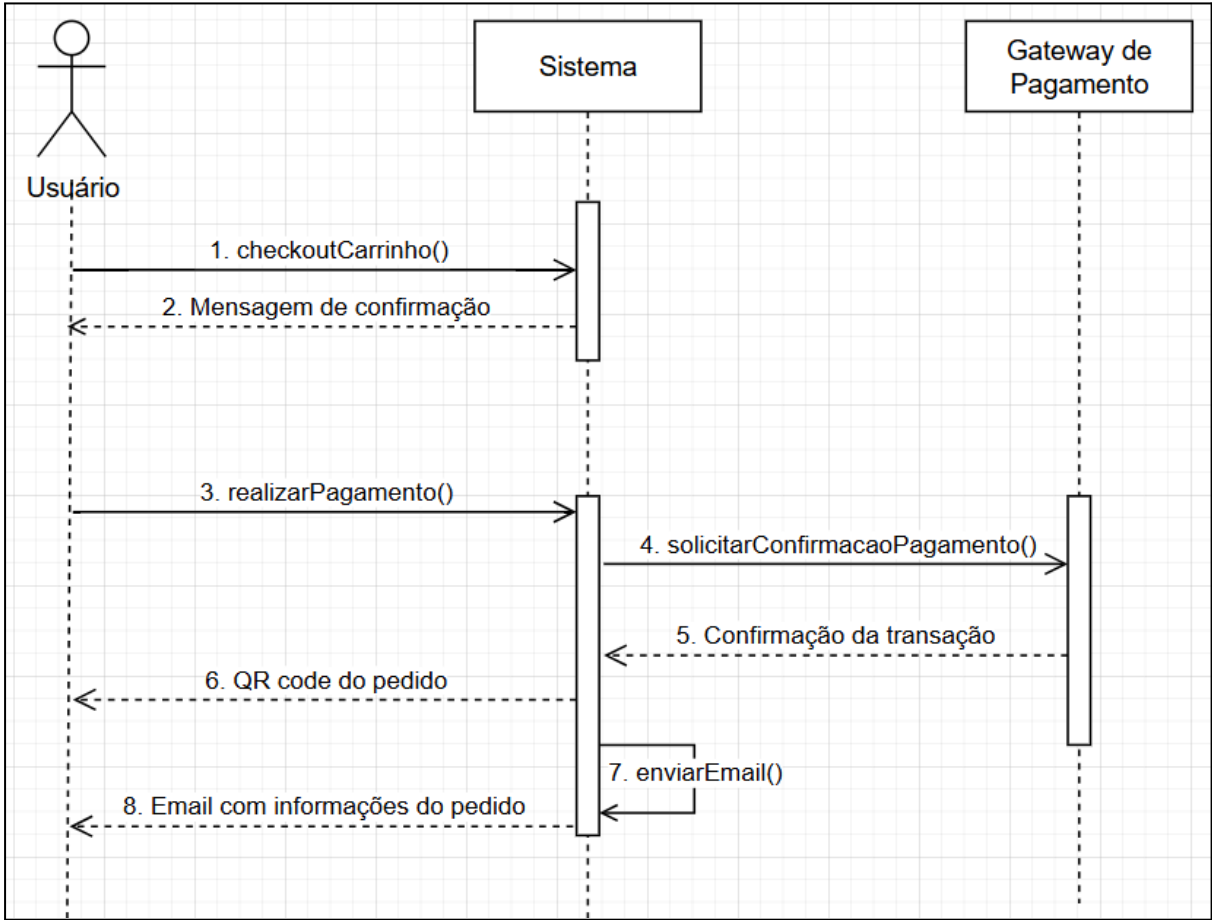 Sistema
Gateway de
Pagamento
Usuário
1. checkoutCarrinho()
2. Mensagem de confirmação
3. realizarPagamento()
4. solicitarConfirmacaoPagamento()
5. Confirmação da transação
6. QR code do pedido
7. enviarEmail()
8. Email com informações do pedido